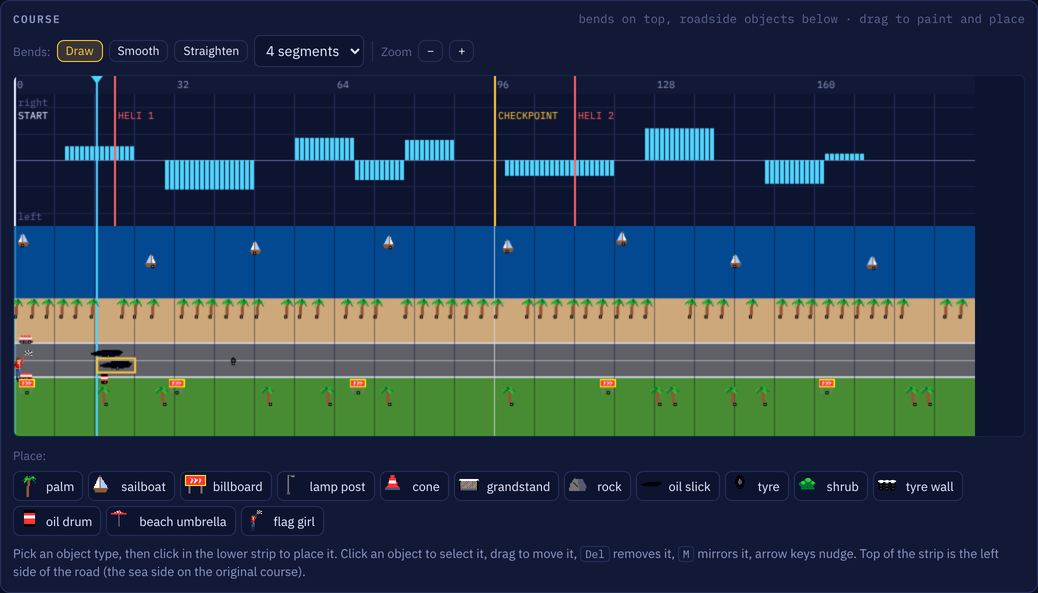 COURSE
bends on top, roadside objects below · drag to paint and place
Bends: Draw Smooth Straighten 4 segments Zoom − +
0 32 64 96 128 160
right
START HELI 1 CHECKPOINT HELI 2
left
Place:
palm sailboat billboard lamp post cone grandstand rock oil slick tyre shrub tyre wall
oil drum beach umbrella flag girl
Pick an object type, then click in the lower strip to place it. Click an object to select it, drag to move it, Del removes it, M mirrors it, arrow keys nudge. Top of the strip is the left
side of the road (the sea side on the original course).